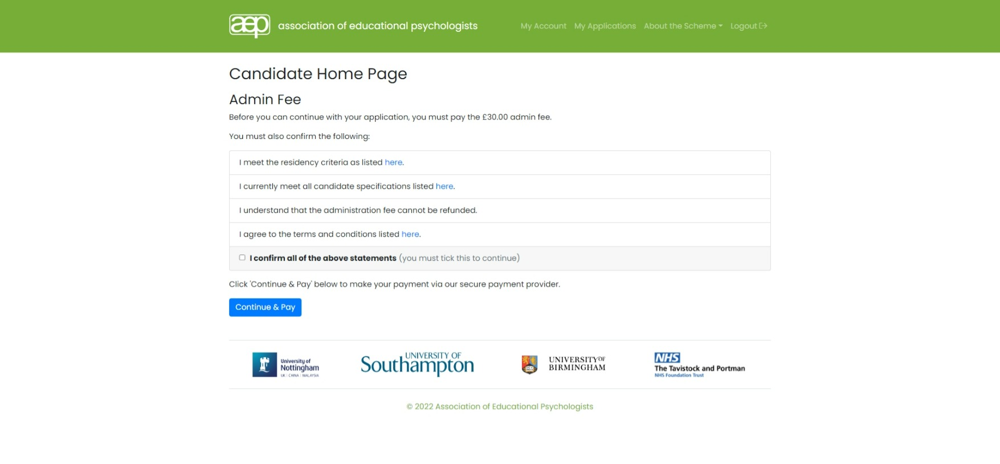 aep association of educational psychologists
My Account My Applications About the Scheme Logout
Candidate Home Page
Admin Fee
Before you can continue with your application, you must pay the £30.00 admin fee.
You must also confirm the following:
I meet the residency criteria as listed here.
I currently meet all candidate specifications listed here.
I understand that the administration fee cannot be refunded.
I agree to the terms and conditions listed here.
I confirm all of the above statements (you must tick this to continue)
Click 'Continue & Pay' below to make your payment via our secure payment provider.
Continue & Pay
University of
Nottingham
UK | CHINA | MALAYSIA
UNIVERSITY OF
Southampton
UNIVERSITY OF
BIRMINGHAM
NHS
The Tavistock and Portman
NHS Foundation Trust
© 2022 Association of Educational Psychologists